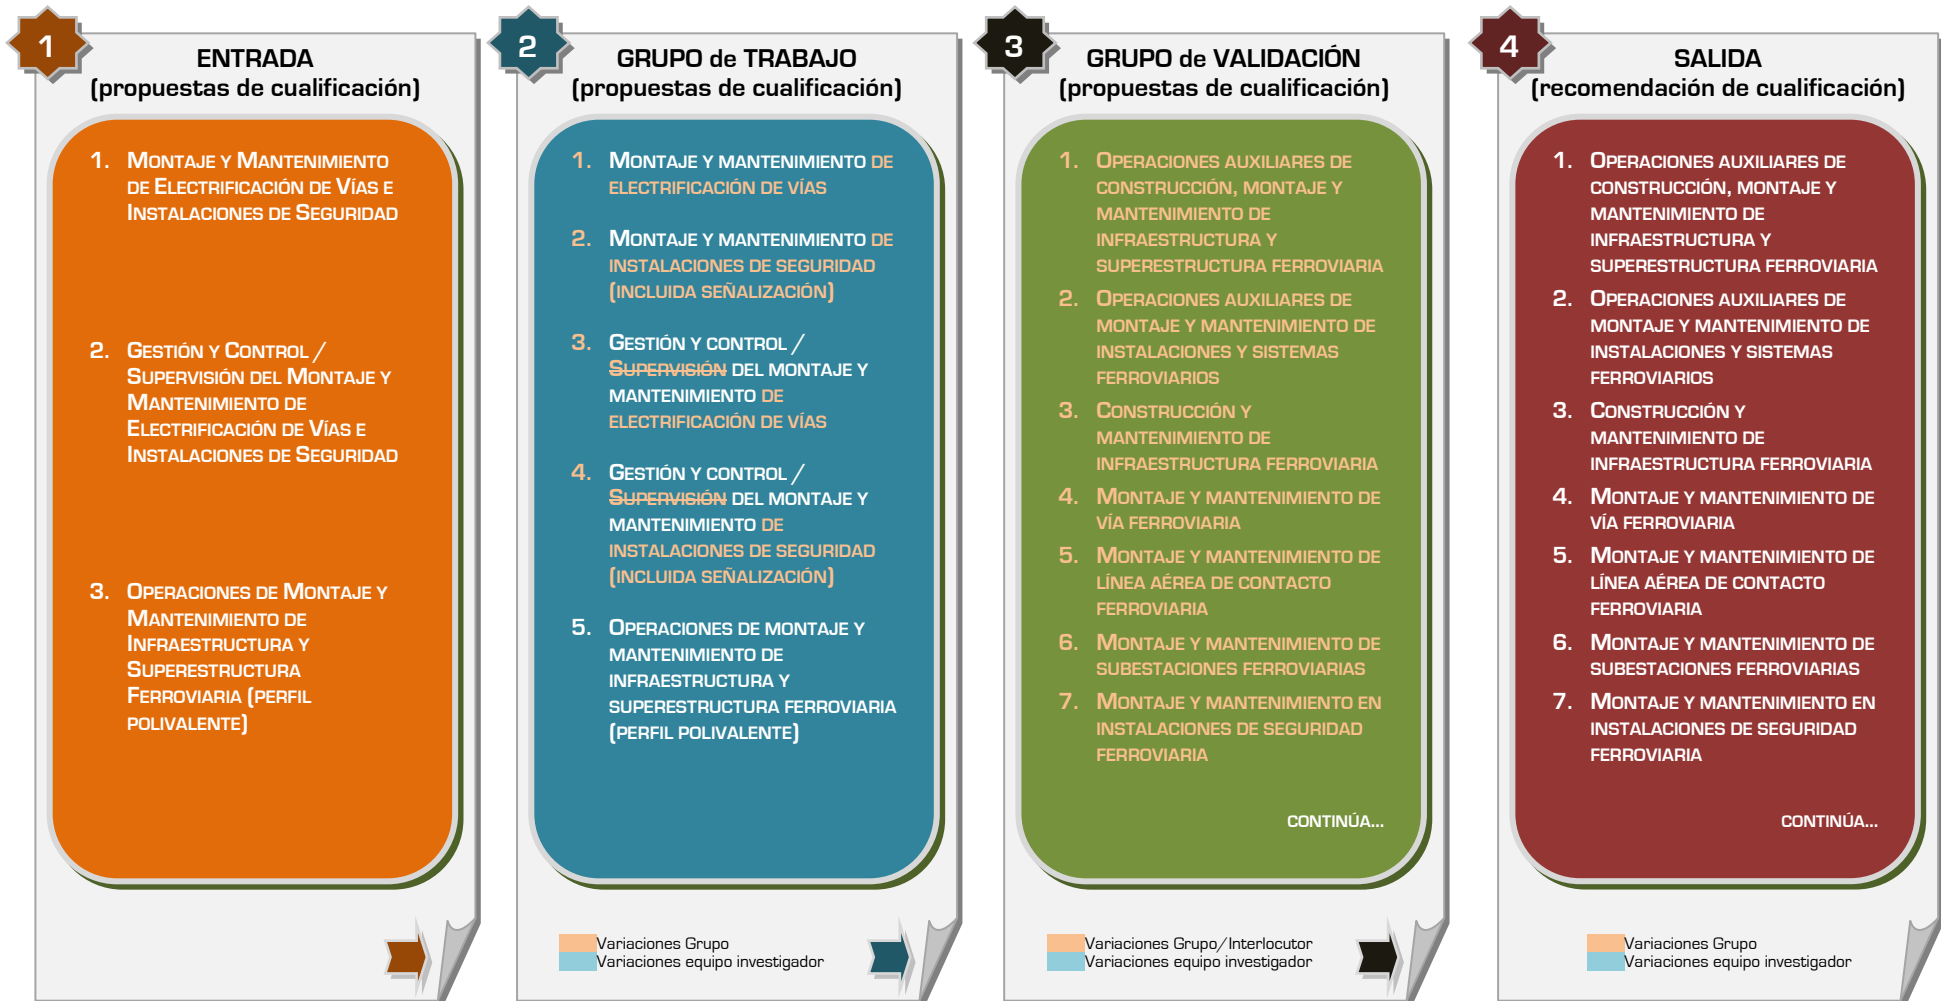 1
ENTRADA
(propuestas de cualificación)
1. Montaje y Mantenimiento
de Electrificación de Vías e
Instalaciones de Seguridad
2. Gestión y Control /
Supervisión del Montaje y
Mantenimiento de
Electrificación de Vías e
Instalaciones de Seguridad
3. Operaciones de Montaje y
Mantenimiento de
Infraestructura y
Superestructura
Ferroviaria (perfil
polivalente)
2
GRUPO de TRABAJO
(propuestas de cualificación)
1. Montaje y mantenimiento de
electrificación de vías
2. Montaje y mantenimiento de
instalaciones de seguridad
(incluida señalización)
3. Gestión y control /
Supervisión del montaje y
mantenimiento de
electrificación de vías
4. Gestión y control /
Supervisión del montaje y
mantenimiento de
instalaciones de seguridad
(incluida señalización)
5. Operaciones de montaje y
mantenimiento de
infraestructura y
superestructura ferroviaria
(perfil polivalente)
Variaciones Grupo
Variaciones equipo investigador
3
GRUPO de VALIDACIÓN
(propuestas de cualificación)
1. Operaciones auxiliares de
construcción, montaje y
mantenimiento de
infraestructura y
superestructura ferroviaria
2. Operaciones auxiliares de
montaje y mantenimiento de
instalaciones y sistemas
ferroviarios
3. Construcción y
mantenimiento de
infraestructura ferroviaria
4. Montaje y mantenimiento de
vía ferroviaria
5. Montaje y mantenimiento de
línea aérea de contacto
ferroviaria
6. Montaje y mantenimiento de
subestaciones ferroviarias
7. Montaje y mantenimiento en
instalaciones de seguridad
ferroviaria
continúa...
Variaciones Grupo/Interlocutor
Variaciones equipo investigador
4
SALIDA
(recomendación de cualificación)
1. Operaciones auxiliares de
construcción, montaje y
mantenimiento de
infraestructura y
superestructura ferroviaria
2. Operaciones auxiliares de
montaje y mantenimiento de
instalaciones y sistemas
ferroviarios
3. Construcción y
mantenimiento de
infraestructura ferroviaria
4. Montaje y mantenimiento de
vía ferroviaria
5. Montaje y mantenimiento de
línea aérea de contacto
ferroviaria
6. Montaje y mantenimiento de
subestaciones ferroviarias
7. Montaje y mantenimiento en
instalaciones de seguridad
ferroviaria
continúa...
Variaciones Grupo
Variaciones equipo investigador